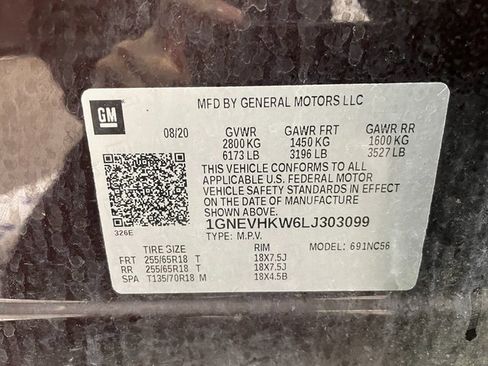 MFD BY GENERAL MOTORS LLC
GM
08/20 GVWR GAWR FRT GAWR RR
2800 KG 1450 KG 1600 KG
6173 LB 3196 LB 3527 LB
THIS VEHICLE CONFORMS TO ALL
APPLICABLE U.S. FEDERAL MOTOR
VEHICLE SAFETY STANDARDS IN EFFECT
ON THE DATE OF MANUFACTURE
SHOWN ABOVE.
1GNEVHKW6LJ303099
326E
TYPE: M.P.V.
TIRE SIZE RIM MODEL: 691NC56
FRT 255/65R18 T 18X7.5J
RR 255/65R18 T 18X7.5J
SPA T135/70R18 M 18X4.5B